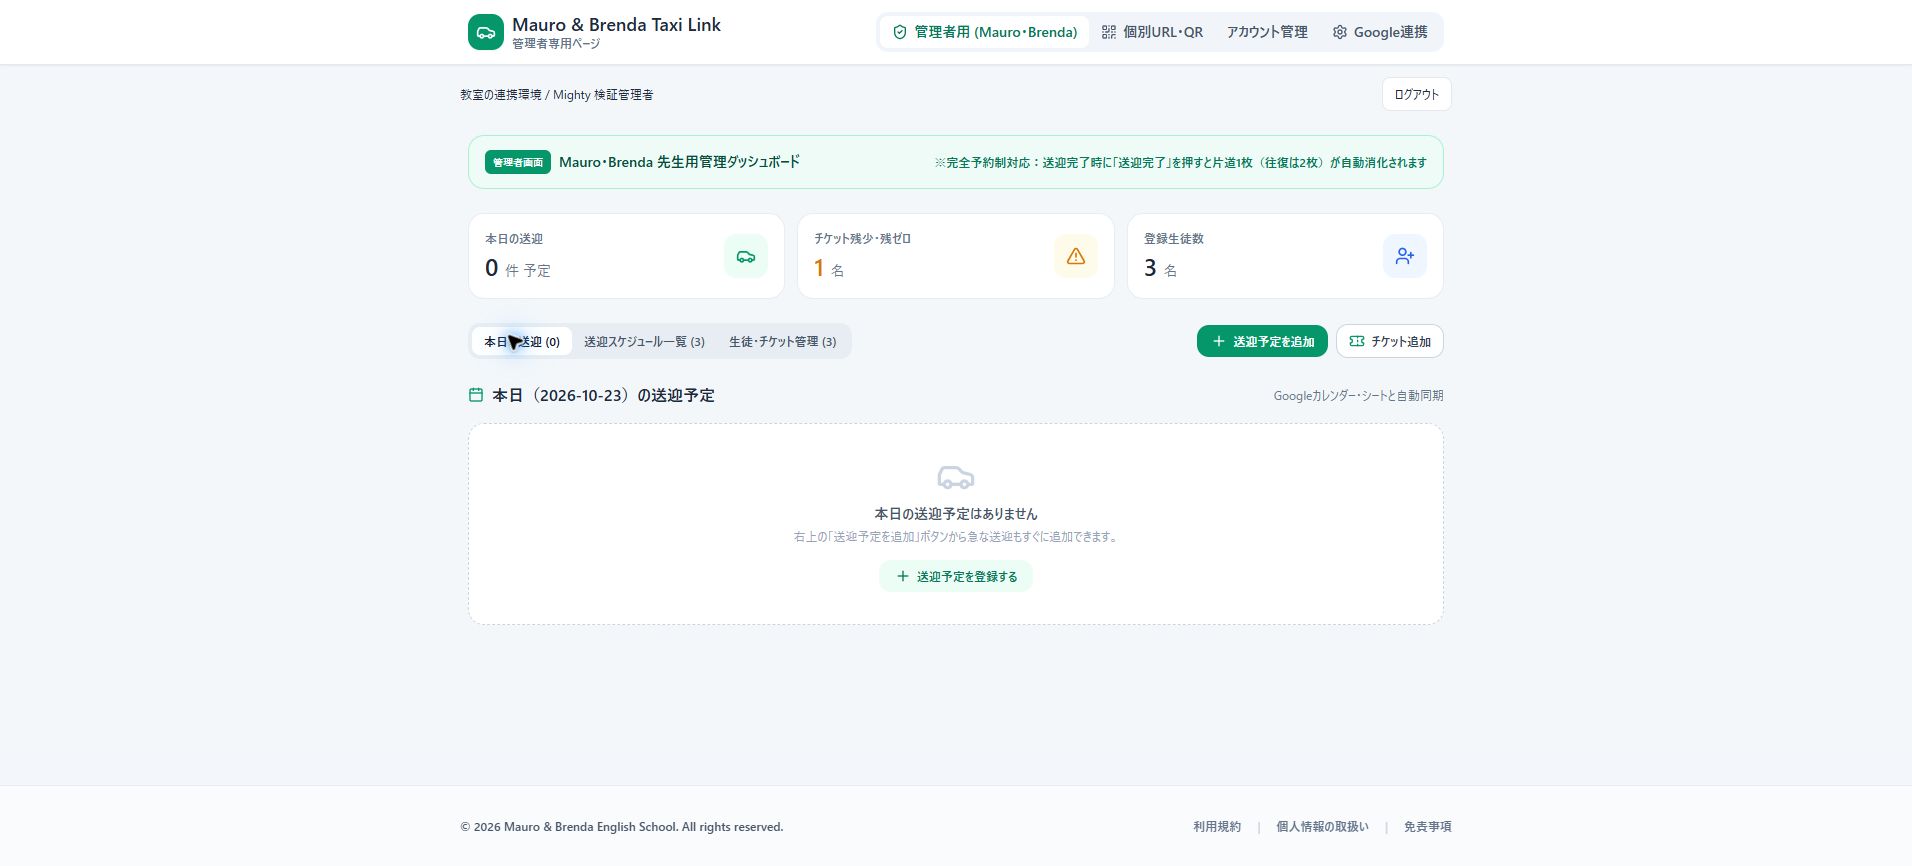 Mauro & Brenda Taxi Link
管理者専用ページ
管理者用 (Mauro・Brenda)
個別URL・QR
アカウント管理
Google連携
教室の連携環境 / Mighty 検証管理者
ログアウト
管理者画面
Mauro・Brenda 先生用管理ダッシュボード
※完全予約制対応：送迎完了時に「送迎完了」を押すと片道1枚（往復は2枚）が自動消化されます
本日の送迎
0 件 予定
チケット残少・残ゼロ
1 名
登録生徒数
3 名
本日 送迎 (0)
送迎スケジュール一覧 (3)
生徒・チケット管理 (3)
送迎予定を追加
チケット追加
本日（2026-10-23）の送迎予定
Googleカレンダー・シートと自動同期
本日の送迎予定はありません
右上の「送迎予定を追加」ボタンから急な送迎もすぐに追加できます。
送迎予定を登録する
© 2026 Mauro & Brenda English School. All rights reserved.
利用規約 | 個人情報の取扱い | 免責事項